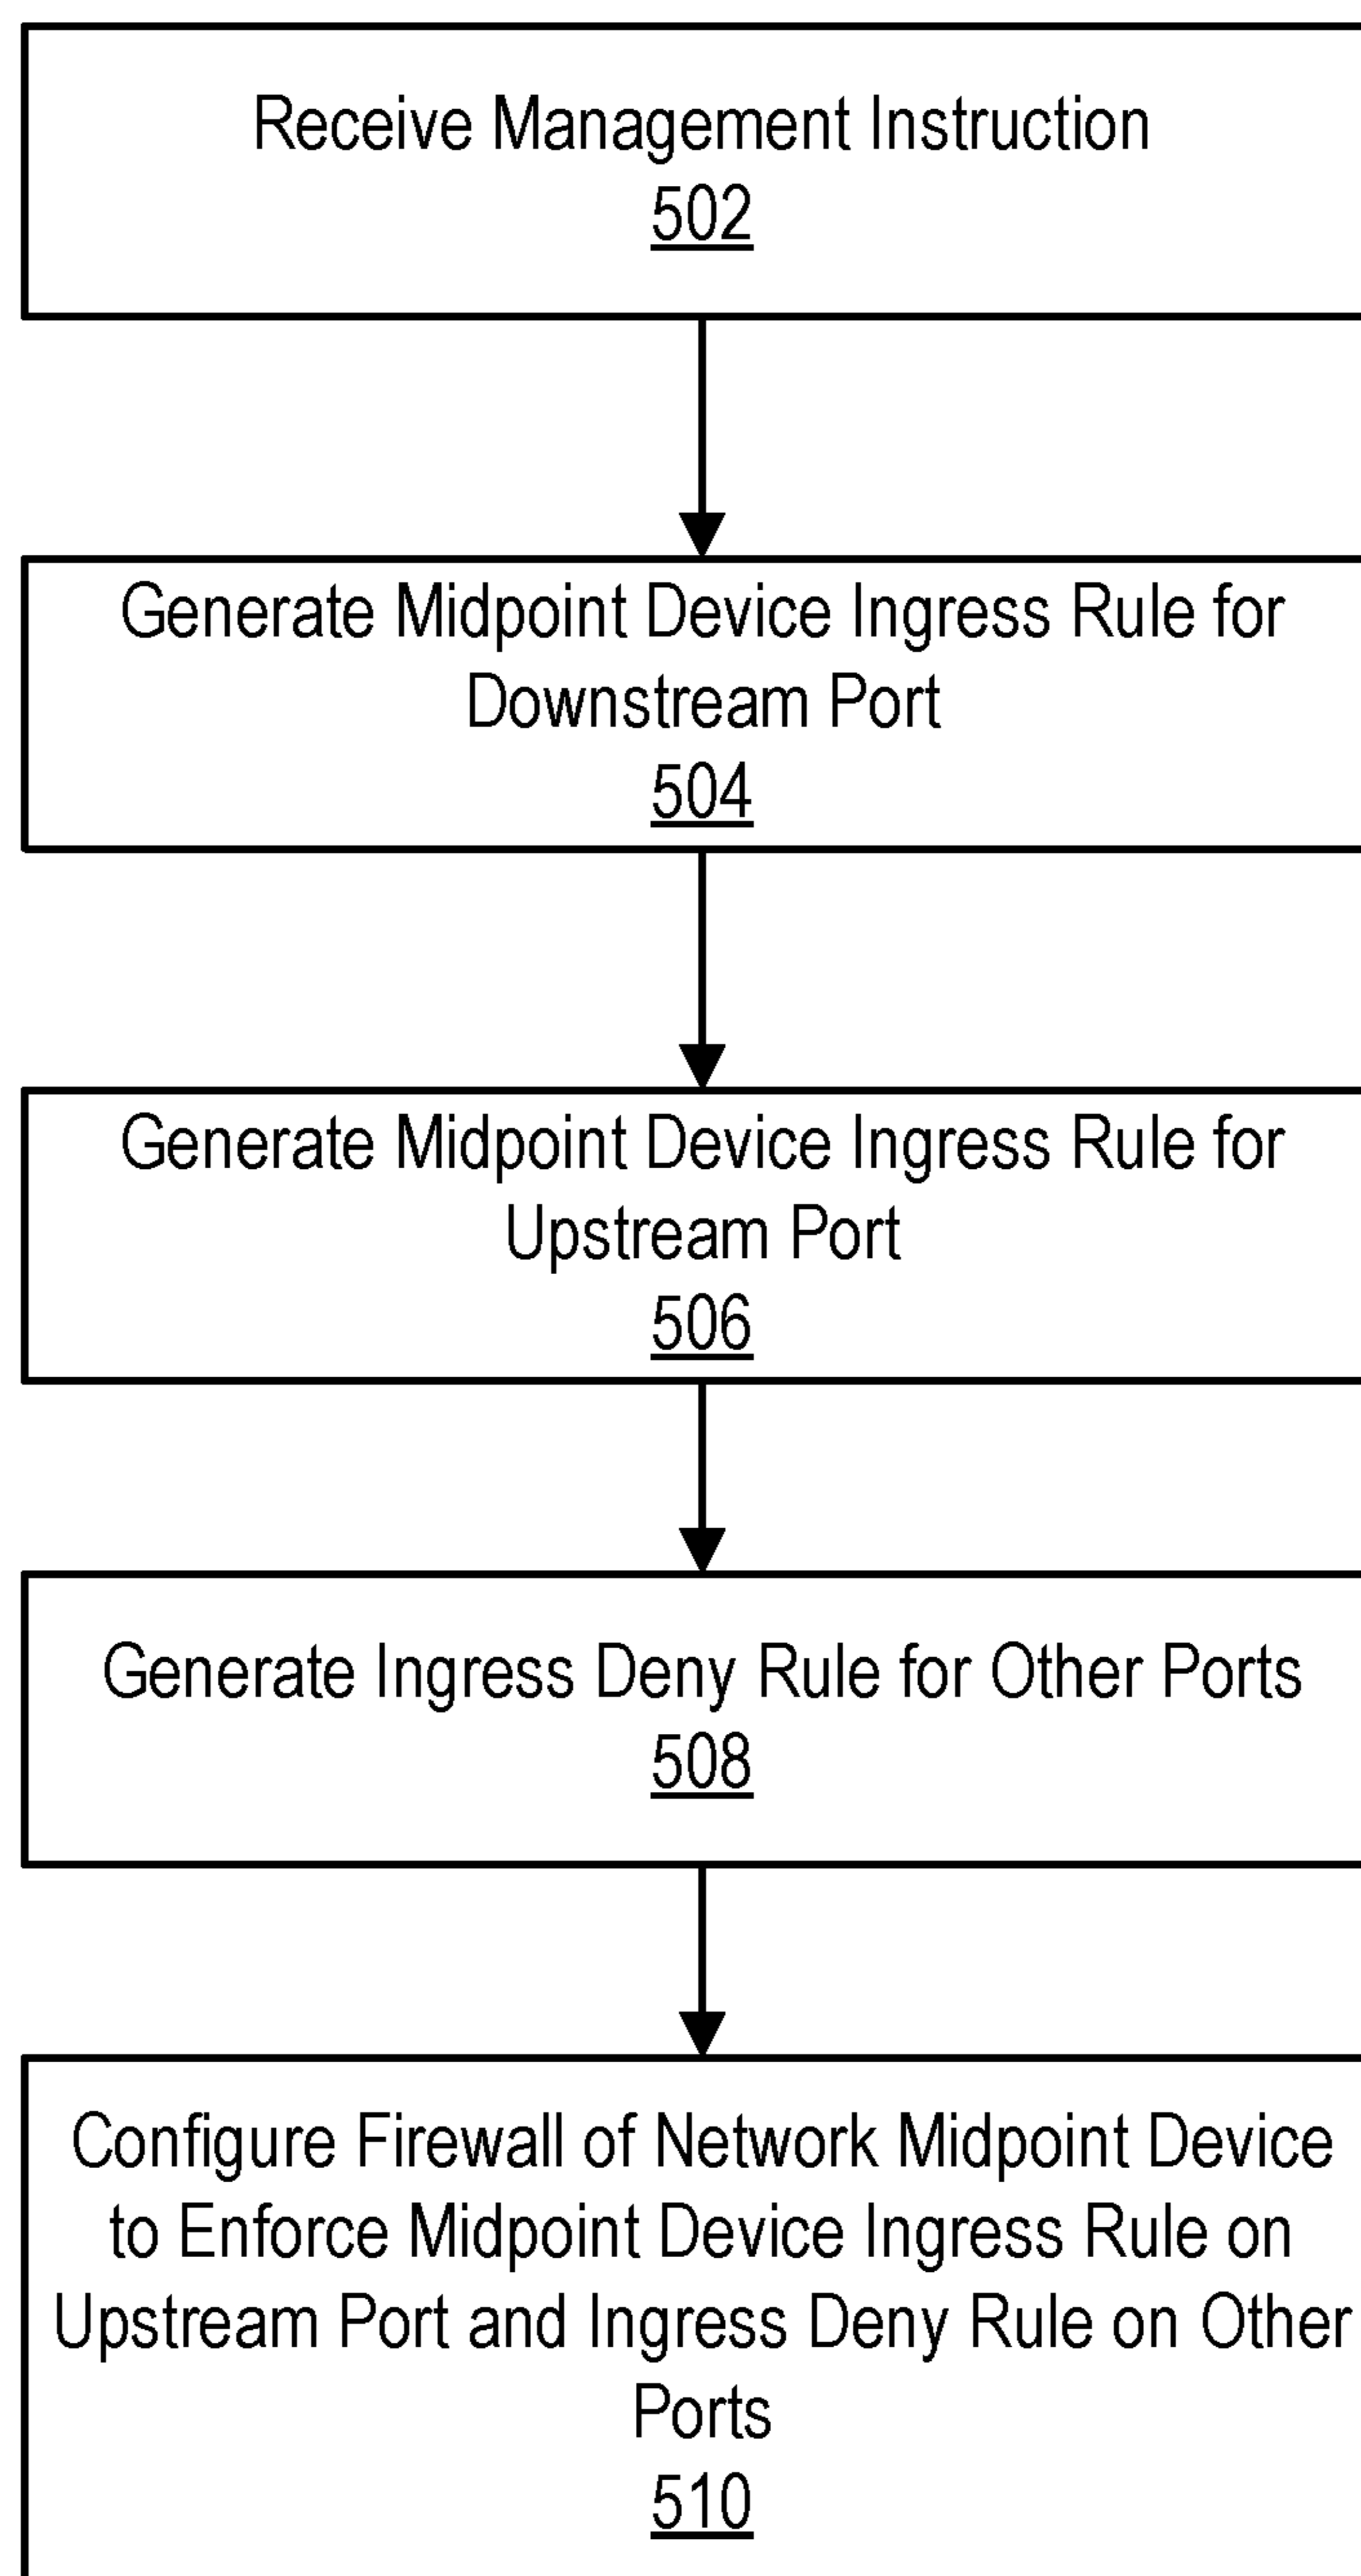 Receive Management Instruction
502
Generate Midpoint Device Ingress Rule for
Downstream Port
504
Generate Midpoint Device Ingress Rule for
Upstream Port
506
Generate Ingress Deny Rule for Other Ports
508
Configure Firewall of Network Midpoint Device
to Enforce Midpoint Device Ingress Rule on
Upstream Port and Ingress Deny Rule on Other
Ports
510